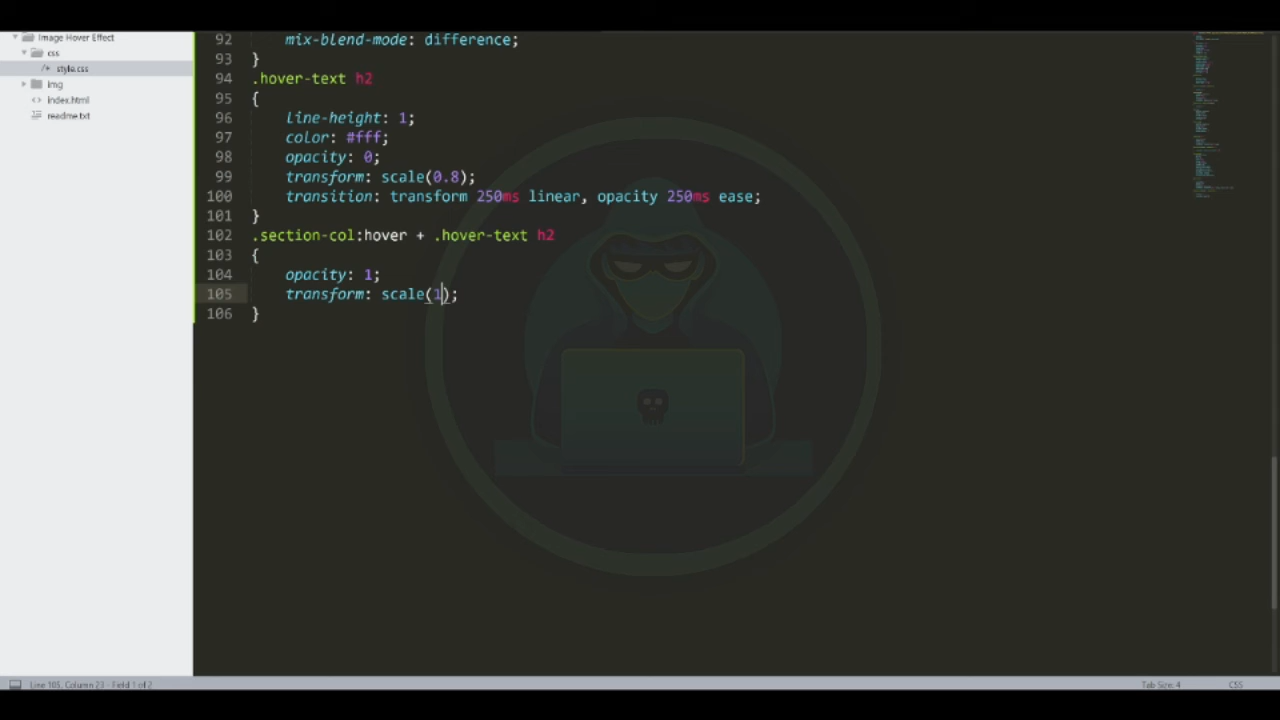 Image Hover Effect
css
style.css
img
index.html
readme.txt
92 mix-blend-mode: difference;
93 }
94 .hover-text h2
95 {
96 line-height: 1;
97 color: #fff;
98 opacity: 0;
99 transform: scale(0.8);
100 transition: transform 250ms linear, opacity 250ms ease;
101 }
102 .section-col:hover + .hover-text h2
103 {
104 opacity: 1;
105 transform: scale(1);
106 }
Line 105, Column 23 - Field 1 of 2
Tab Size: 4
CSS